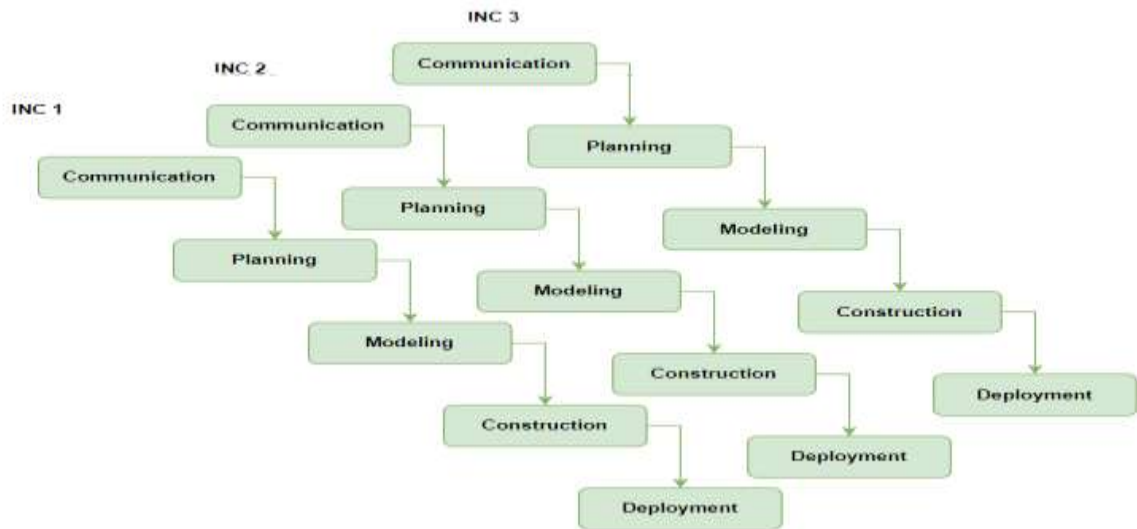 INC 3
Communication
INC 2
INC 1
Communication
Planning
Communication
Planning
Modeling
Planning
Modeling
Construction
Modeling
Construction
Deployment
Construction
Deployment
Deployment